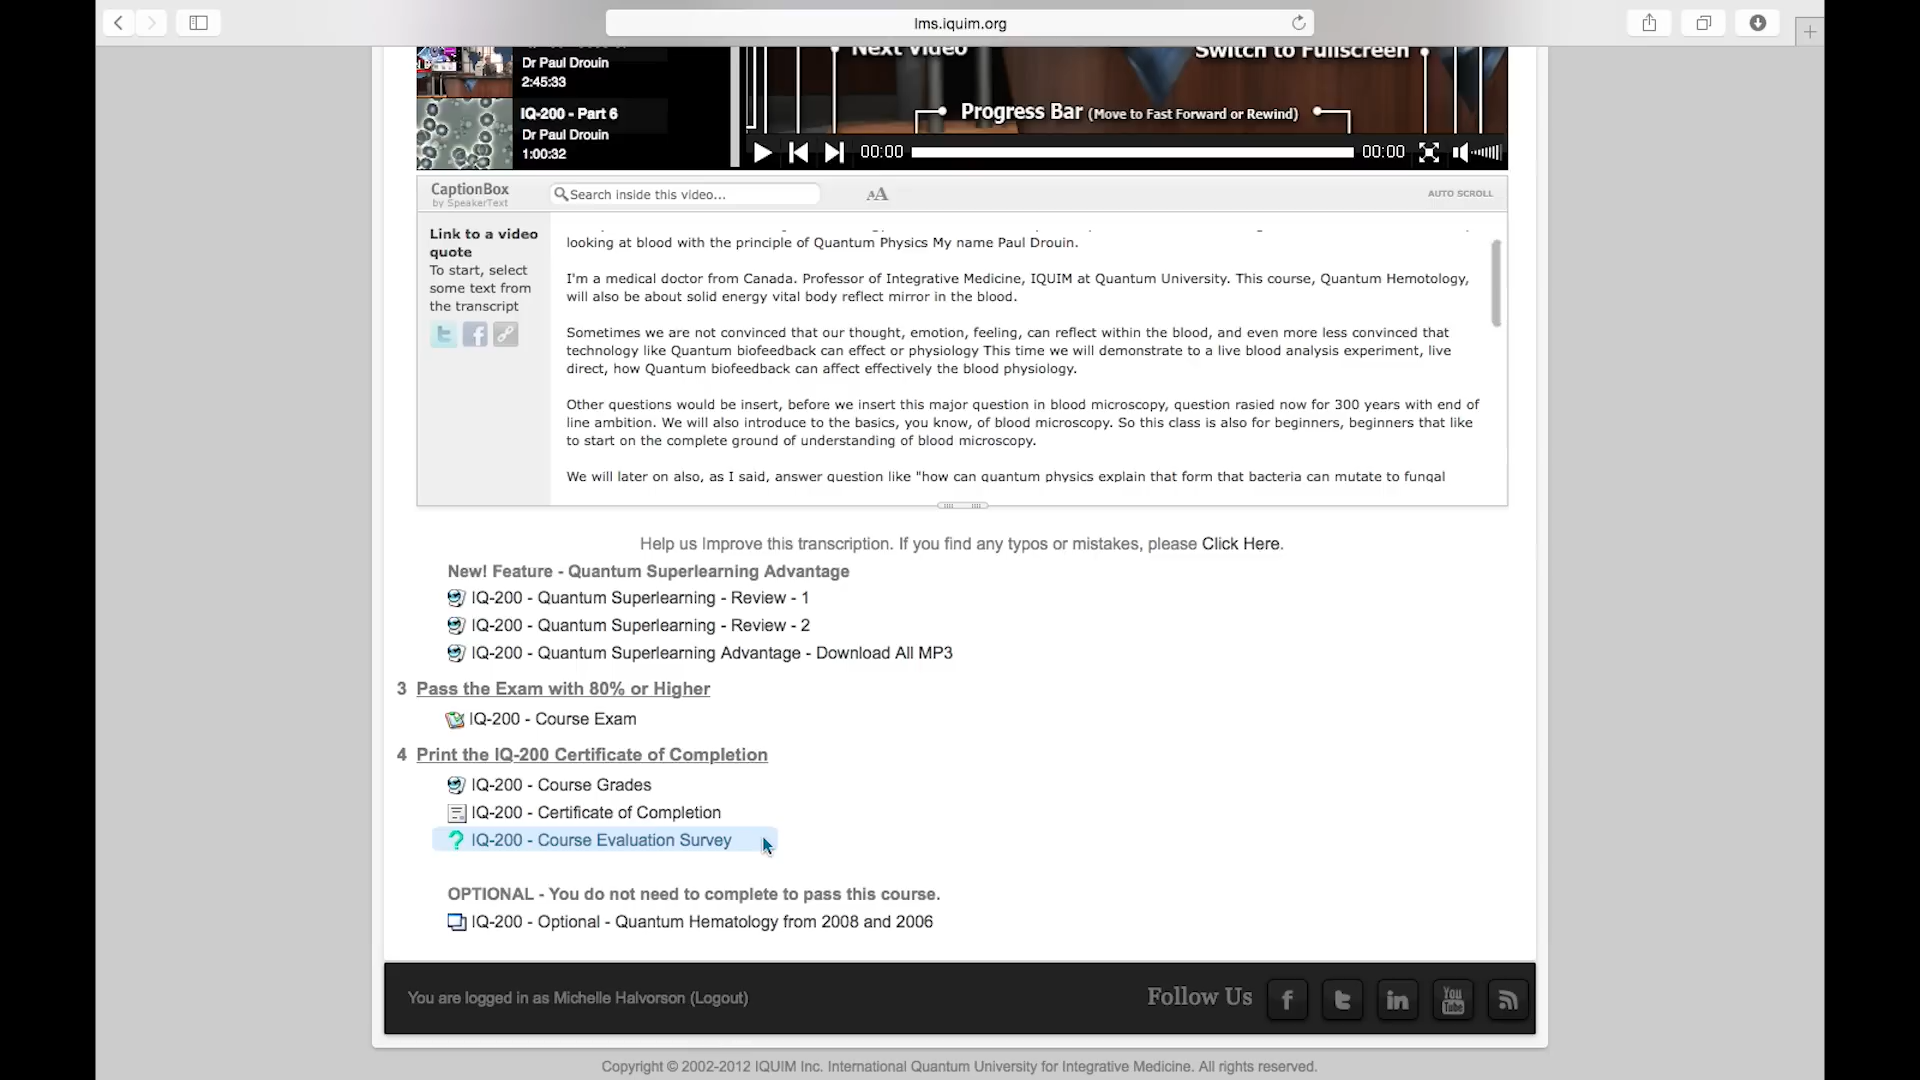 lms.iquim.org
Next Video
Switch to Fullscreen
Dr Paul Drouin
2:45:33
IQ-200 - Part 6
Dr Paul Drouin
1:00:32
Progress Bar (Move to Fast Forward or Rewind)
00:00
00:00
CaptionBox
by SpeakerText
Search inside this video...
AA
AUTO SCROLL
Link to a video
quote
To start, select
some text from
the transcript
looking at blood with the principle of Quantum Physics My name Paul Drouin.
I'm a medical doctor from Canada. Professor of Integrative Medicine, IQUIM at Quantum University. This course, Quantum Hemotology,
will also be about solid energy vital body reflect mirror in the blood.
Sometimes we are not convinced that our thought, emotion, feeling, can reflect within the blood, and even more less convinced that
technology like Quantum biofeedback can effect or physiology This time we will demonstrate to a live blood analysis experiment, live
direct, how Quantum biofeedback can affect effectively the blood physiology.
Other questions would be insert, before we insert this major question in blood microscopy, question rasied now for 300 years with end of
line ambition. We will also introduce to the basics, you know, of blood microscopy. So this class is also for beginners, beginners that like
to start on the complete ground of understanding of blood microscopy.
We will later on also, as I said, answer question like "how can quantum physics explain that form that bacteria can mutate to fungal
Help us Improve this transcription. If you find any typos or mistakes, please Click Here.
New! Feature - Quantum Superlearning Advantage
IQ-200 - Quantum Superlearning - Review - 1
IQ-200 - Quantum Superlearning - Review - 2
IQ-200 - Quantum Superlearning Advantage - Download All MP3
3 Pass the Exam with 80% or Higher
IQ-200 - Course Exam
4 Print the IQ-200 Certificate of Completion
IQ-200 - Course Grades
IQ-200 - Certificate of Completion
IQ-200 - Course Evaluation Survey
OPTIONAL - You do not need to complete to pass this course.
IQ-200 - Optional - Quantum Hematology from 2008 and 2006
You are logged in as Michelle Halvorson (Logout)
Follow Us
You
Tube
Copyright © 2002-2012 IQUIM Inc. International Quantum University for Integrative Medicine. All rights reserved.